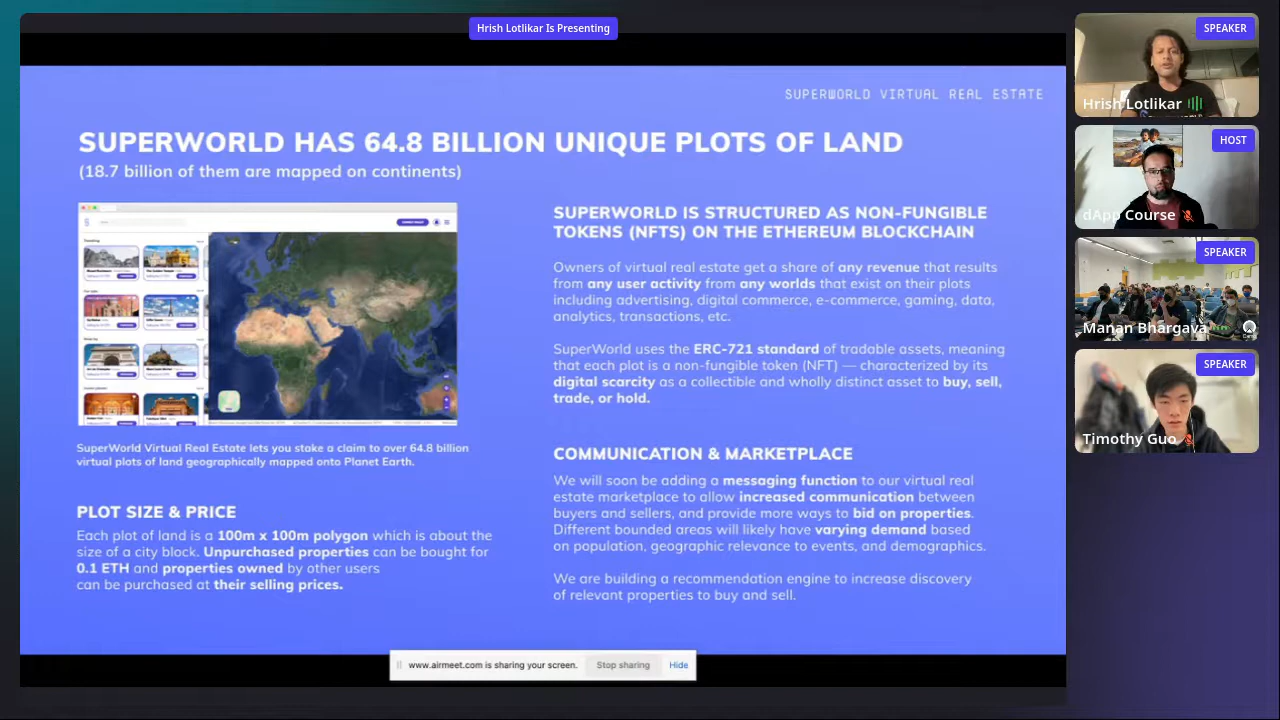 Hrish Lotlikar Is Presenting
SUPERWORLD VIRTUAL REAL ESTATE
SUPERWORLD HAS 64.8 BILLION UNIQUE PLOTS OF LAND
(18.7 billion of them are mapped on continents)
SuperWorld Virtual Real Estate lets you stake a claim to over 64.8 billion
virtual plots of land geographically mapped onto Planet Earth.
PLOT SIZE & PRICE
Each plot of land is a 100m x 100m polygon which is about the
size of a city block. Unpurchased properties can be bought for
0.1 ETH and properties owned by other users
can be purchased at their selling prices.
SUPERWORLD IS STRUCTURED AS NON-FUNGIBLE
TOKENS (NFTS) ON THE ETHEREUM BLOCKCHAIN
Owners of virtual real estate get a share of any revenue that results
from any user activity from any worlds that exist on their plots
including advertising, digital commerce, e-commerce, gaming, data,
analytics, transactions, etc.
SuperWorld uses the ERC-721 standard of tradable assets, meaning
that each plot is a non-fungible token (NFT) — characterized by its
digital scarcity as a collectible and wholly distinct asset to buy, sell,
trade, or hold.
COMMUNICATION & MARKETPLACE
We will soon be adding a messaging function to our virtual real
estate marketplace to allow increased communication between
buyers and sellers, and provide more ways to bid on properties.
Different bounded areas will likely have varying demand based
on population, geographic relevance to events, and demographics.
We are building a recommendation engine to increase discovery
of relevant properties to buy and sell.
www.airmeet.com is sharing your screen.
Stop sharing
Hide
SPEAKER
Hrish Lotlikar
HOST
dApp Course
SPEAKER
Manan Bhargava
SPEAKER
Timothy Guo